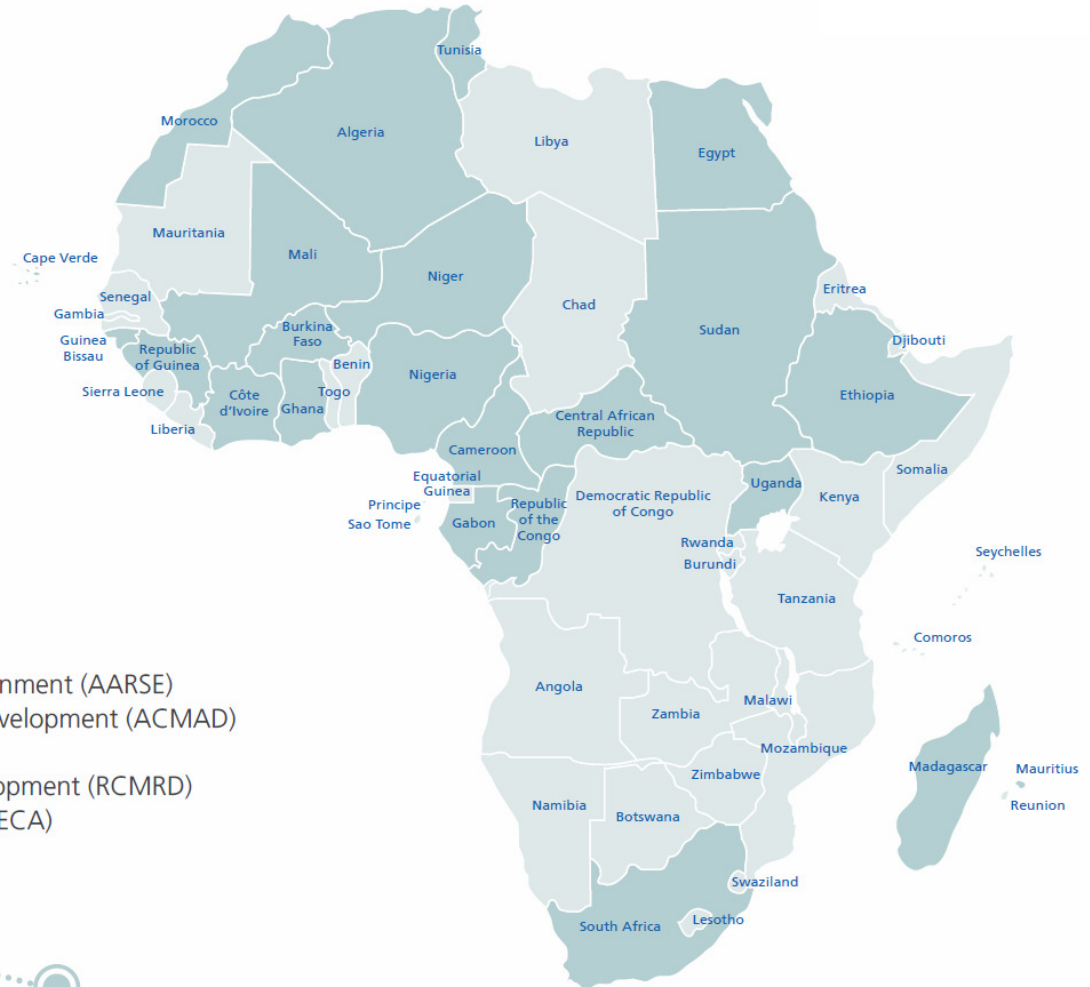 Tunisia
Morocco
Algeria
Libya
Egypt
Mauritania
Mali
Cape Verde
Niger
Senegal
Chad
Eritrea
Gambia
Burkina
Faso
Sudan
Guinea
Bissau
Republic
of Guinea
Djibouti
Benin
Nigeria
Sierra Leone
Côte
d'Ivoire
Togo
Ghana
Ethiopia
Liberia
Central African
Republic
Cameroon
Somalia
Equatorial
Guinea
Uganda
Kenya
Democratic Republic
of Congo
Principe
Republic
of the
Congo
Sao Tome
Gabon
Rwanda
Seychelles
Burundi
Tanzania
Comoros
nment (AARSE)
velopment (ACMAD)
opment (RCMRD)
ECA)
Angola
Malawi
Zambia
Mozambique
Madagascar
Mauritius
Zimbabwe
Reunion
Namibia
Botswana
Swaziland
Lesotho
South Africa